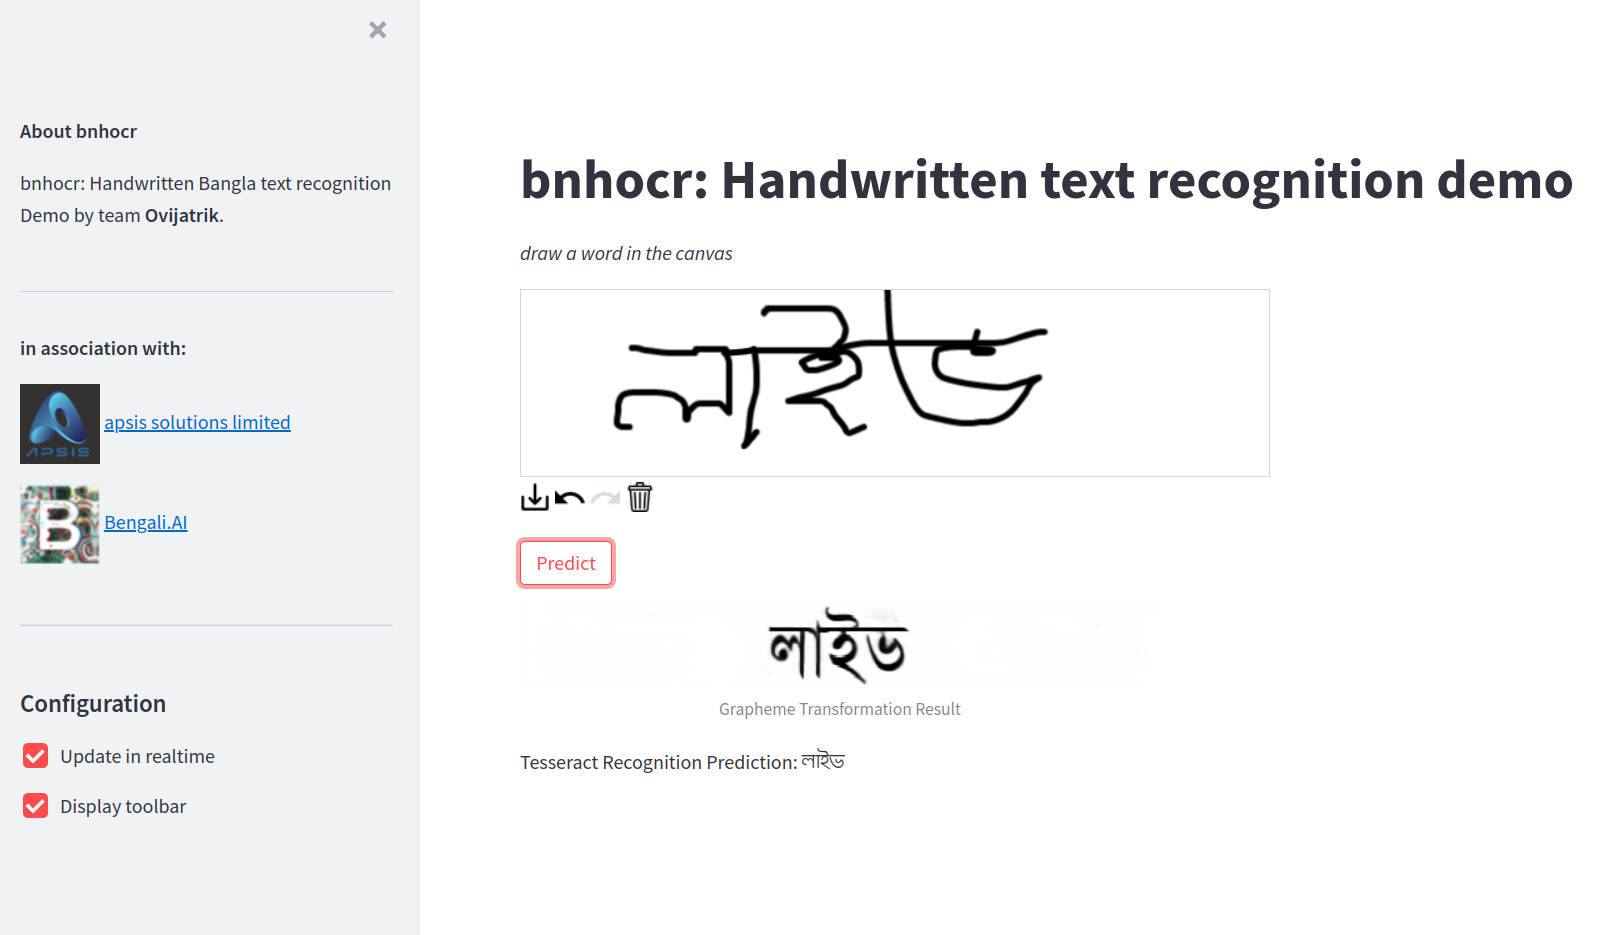 About bnhocr
bnhocr: Handwritten Bangla text recognition
Demo by team Ovijatrik.
in association with:
APSIS
apsis solutions limited
B
Bengali.AI
Configuration
Update in realtime
Display toolbar
bnhocr: Handwritten text recognition demo
draw a word in the canvas
লাইভ
Predict
লাইভ
Grapheme Transformation Result
Tesseract Recognition Prediction: লাইভ